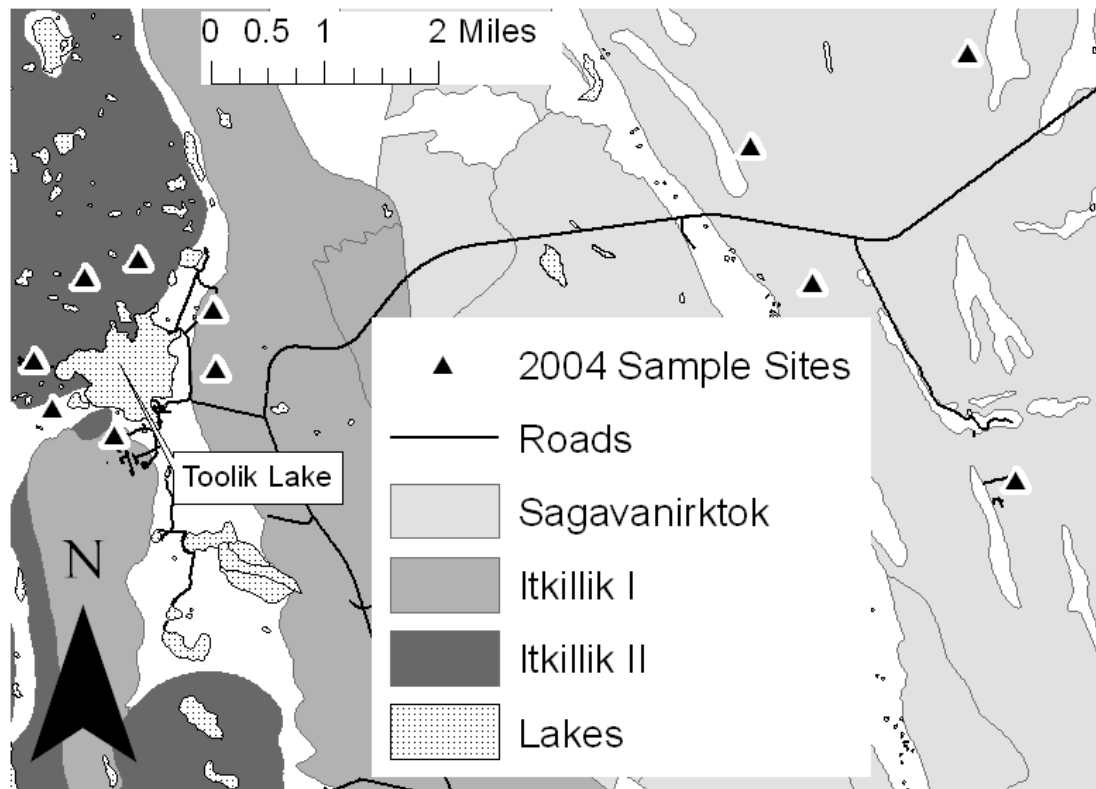 0 0.5 1 2 Miles
2004 Sample Sites
Roads
Toolik Lake
Sagavanirktok
N
Itkillik I
Itkillik II
Lakes